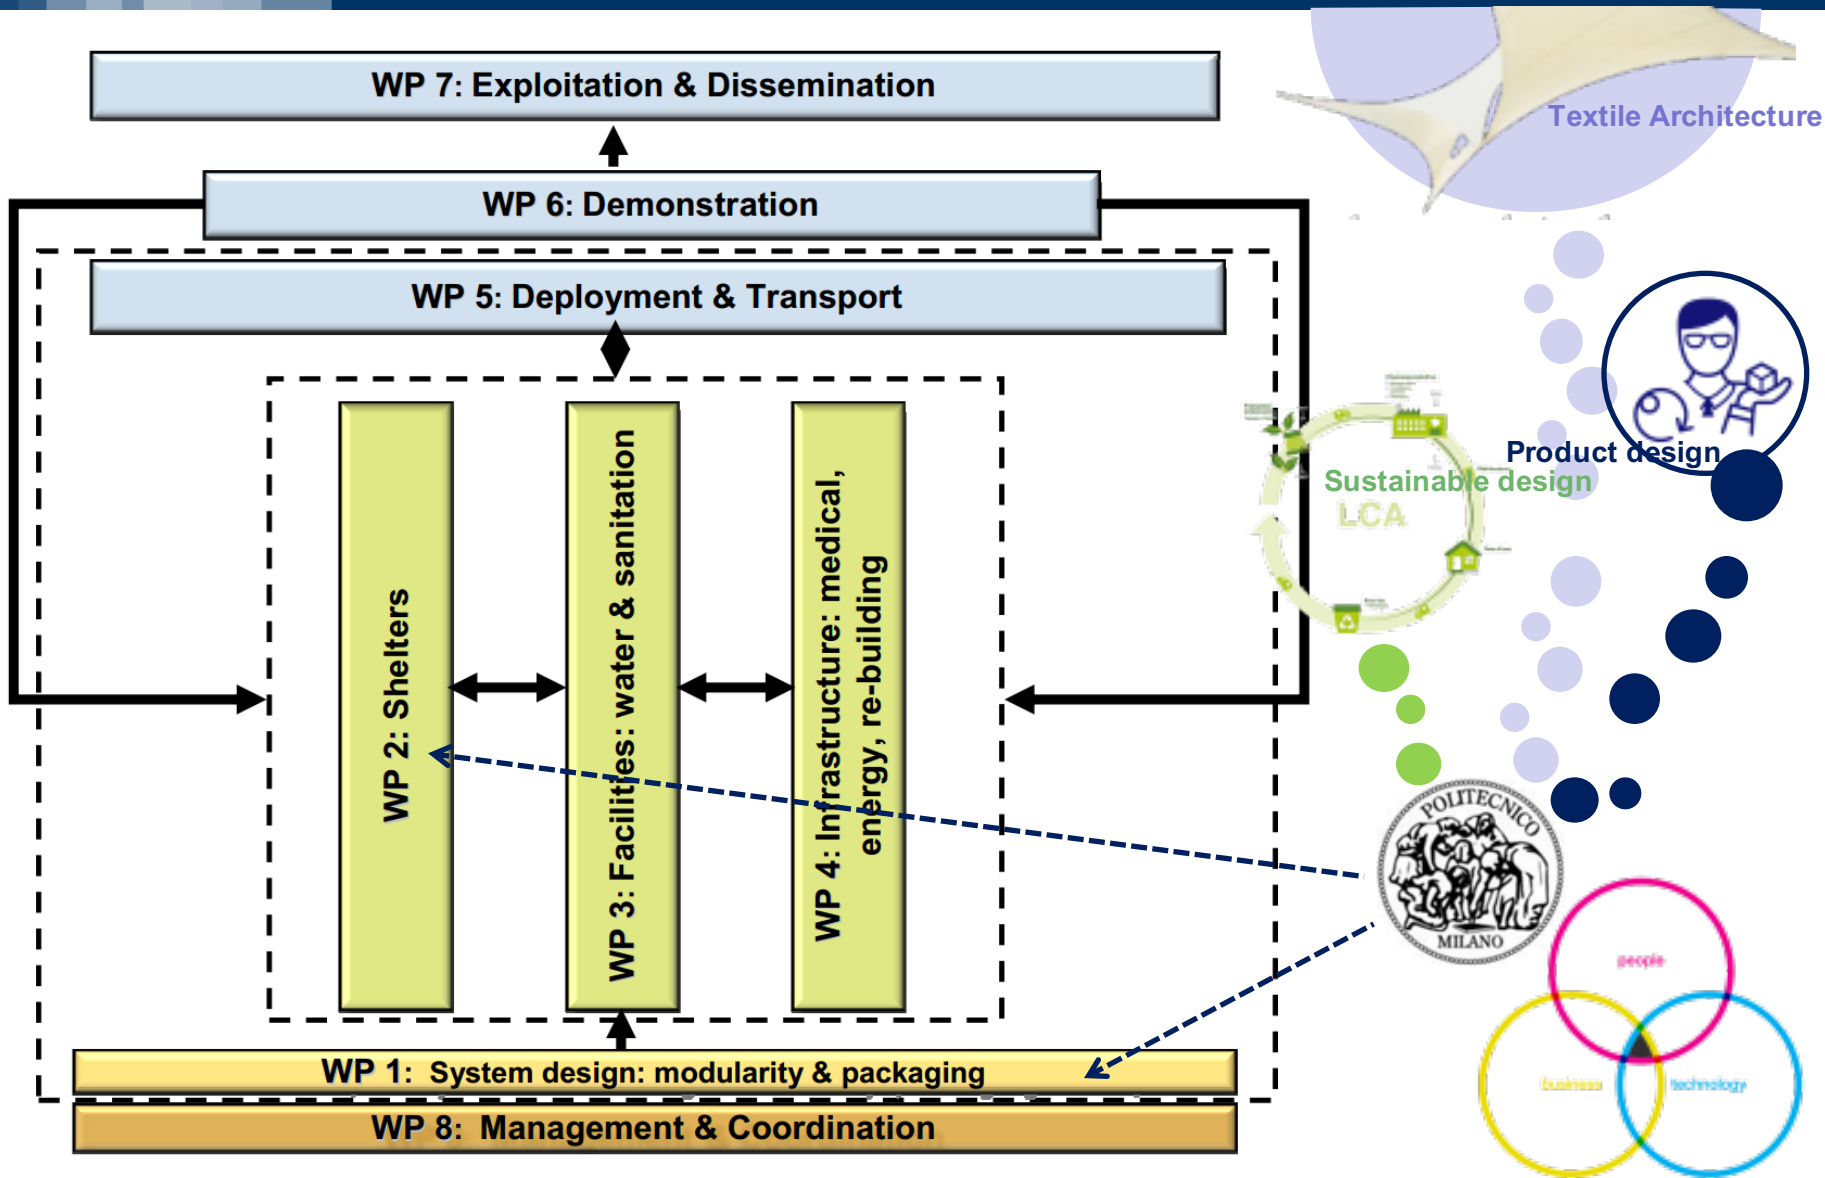 WP 7: Exploitation & Dissemination
Textile Architecture
WP 6: Demonstration
WP 5: Deployment & Transport
WP 2: Shelters
WP 3: Facilities: water & sanitation
WP 4: Infrastructure: medical,
energy, re-building
Product design
Sustainable design
LCA
POLITECNICO
MILANO
people
business
technology
WP 1: System design: modularity & packaging
WP 8: Management & Coordination